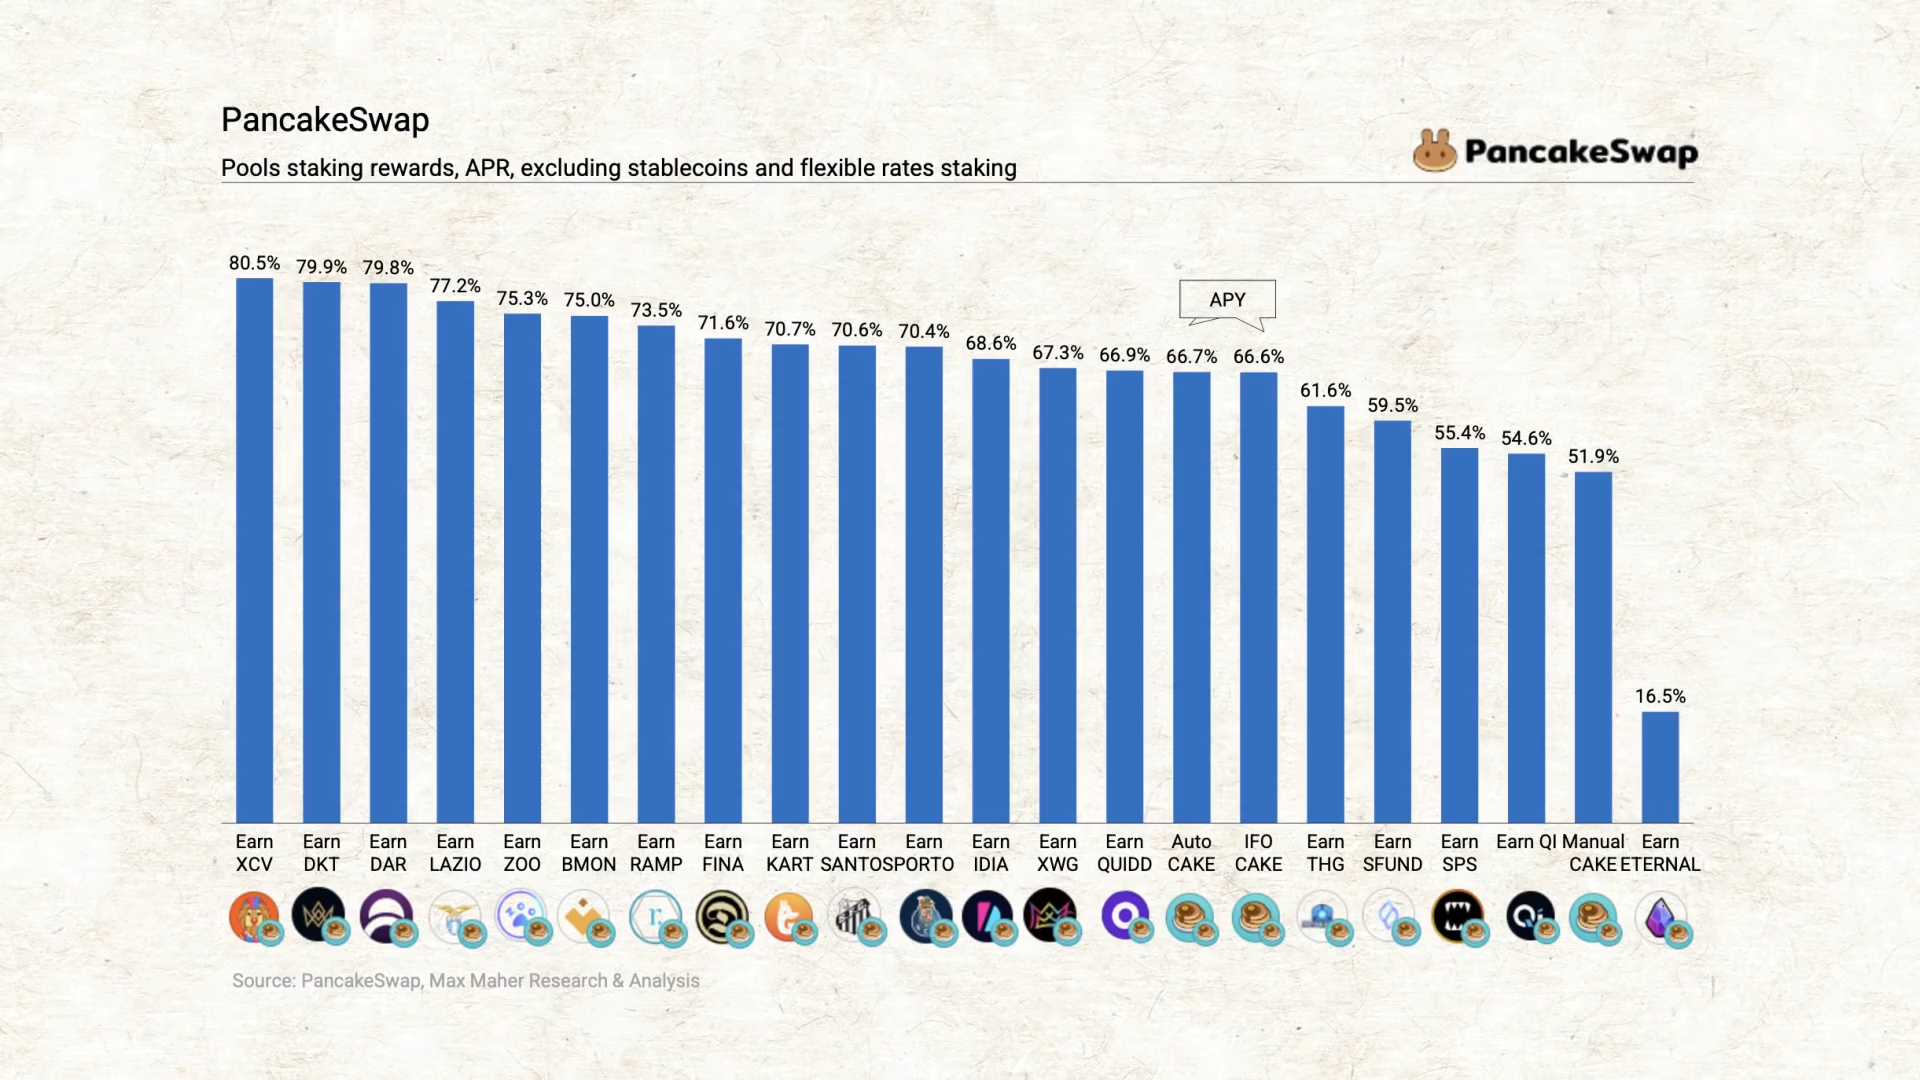 PancakeSwap
PancakeSwap
Pools staking rewards, APR, excluding stablecoins and flexible rates staking
APY
80.5% 79.9% 79.8% 77.2% 75.3% 75.0% 73.5% 71.6% 70.7% 70.6% 70.4% 68.6% 67.3% 66.9% 66.7% 66.6% 61.6% 59.5% 55.4% 54.6% 51.9% 16.5%
Earn Earn Earn Earn Earn Earn Earn Earn Earn Earn Earn Earn Earn Earn Auto IFO Earn Earn Earn Earn QI Manual Earn
XCV DKT DAR LAZIO ZOO BMON RAMP FINA KART SANTOS PORTO IDIA XWG QUIDD CAKE CAKE THG SFUND SPS CAKE ETERNAL
r.
Qi
Source: PancakeSwap, Max Maher Research & Analysis